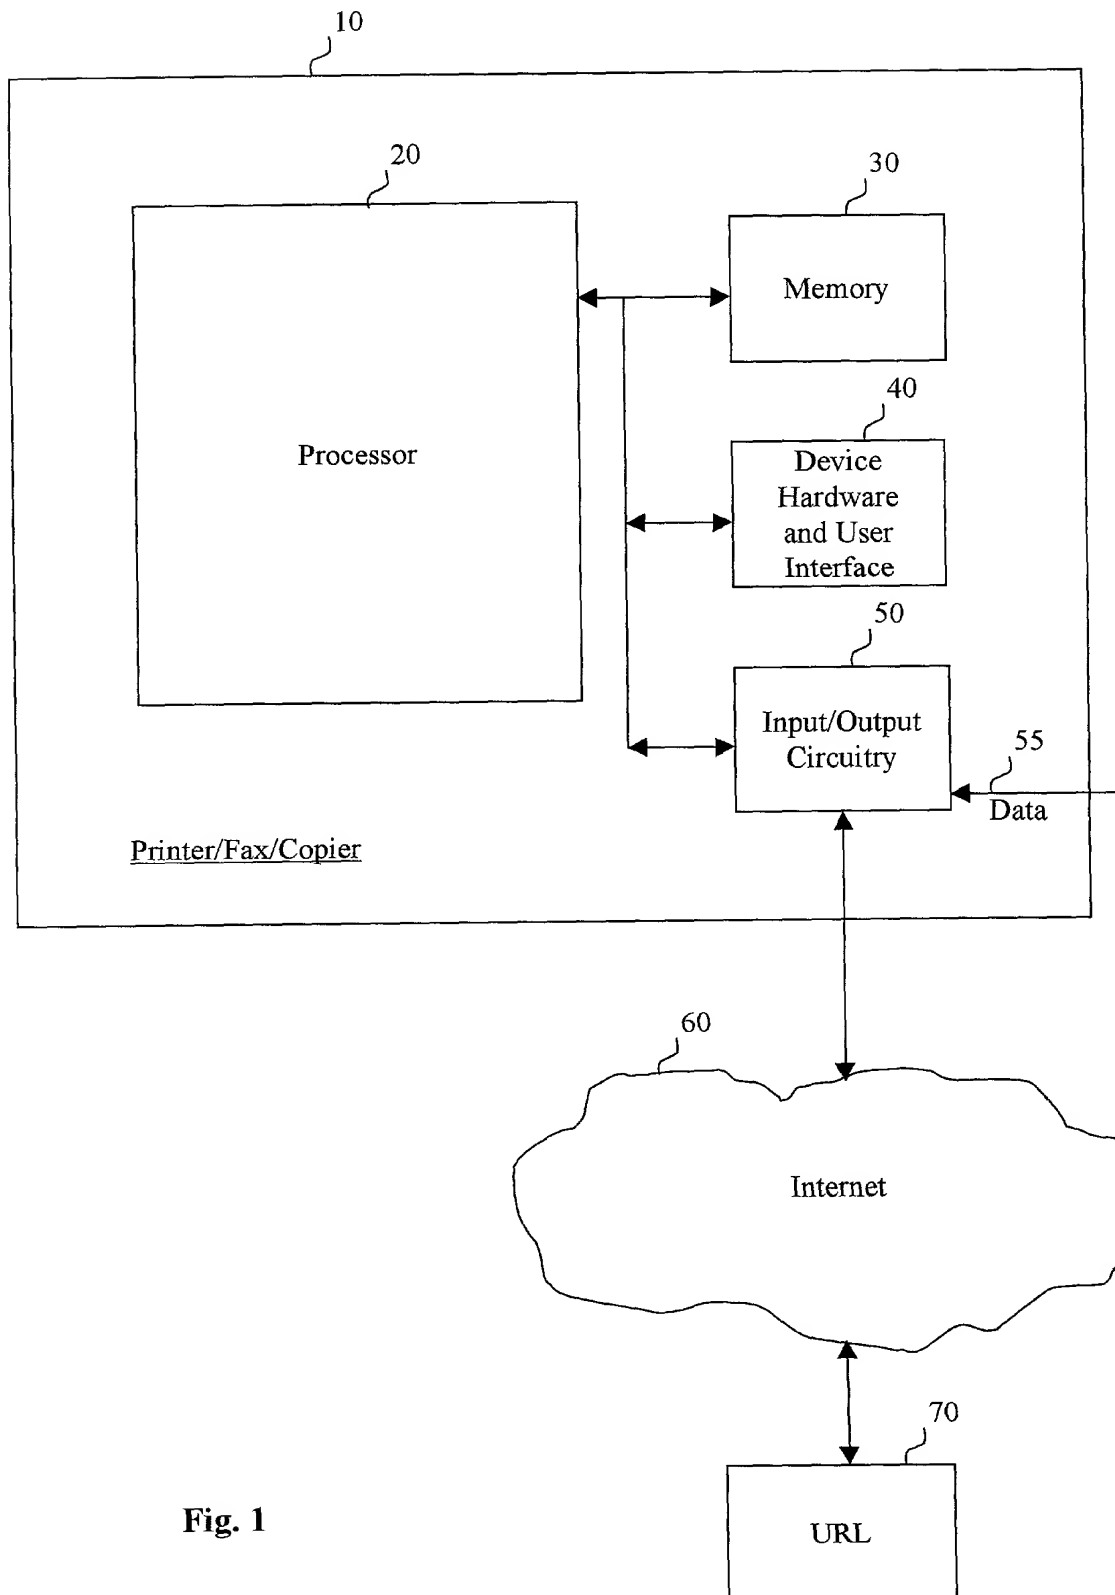 10
20
30
Memory
40
Processor
Device
Hardware
and User
Interface
50
Input/Output
Circuitry
55
Data
Printer/Fax/Copier
60
Internet
70
URL
Fig. 1